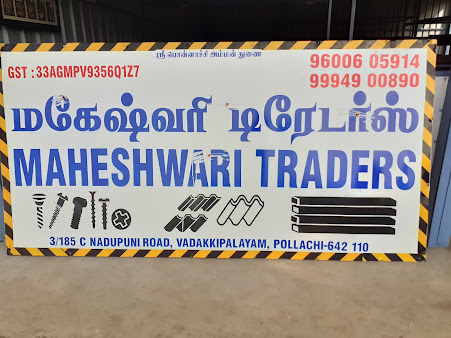 ஸ்ரீ பொன்னாச்சி அம்மன் துணை
GST : 33AGMPV9356Q1Z7
96006 05914
99949 00890
மகேஷ்வரி டிரேடர்ஸ்
MAHESHWARI TRADERS
3/185 C NADUPUNI ROAD, VADAKKIPALAYAM, POLLACHI-642 110